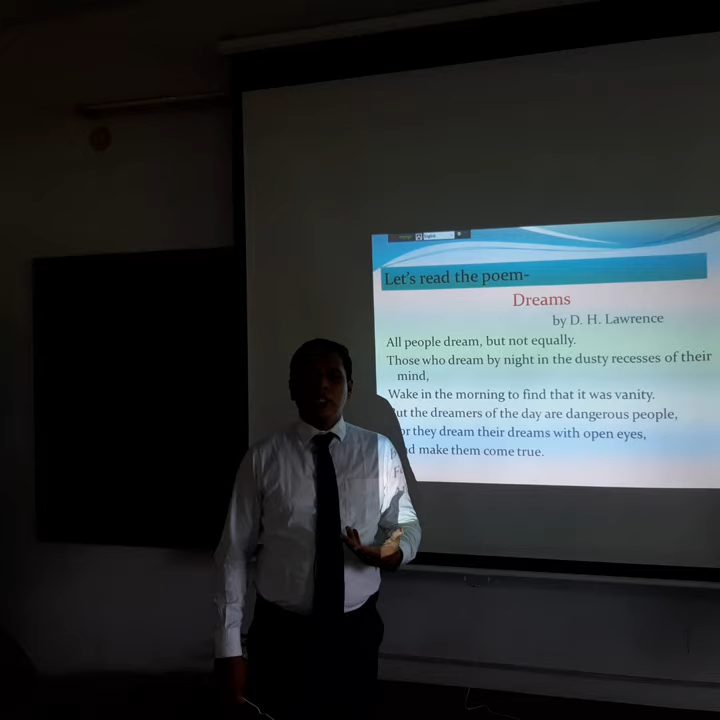 English
Let's read the poem-
Dreams
by D. H. Lawrence
All people dream, but not equally.
Those who dream by night in the dusty recesses of their
mind,
Wake in the morning to find that it was vanity.
But the dreamers of the day are dangerous people,
they dream their dreams with open eyes,
make them come true.